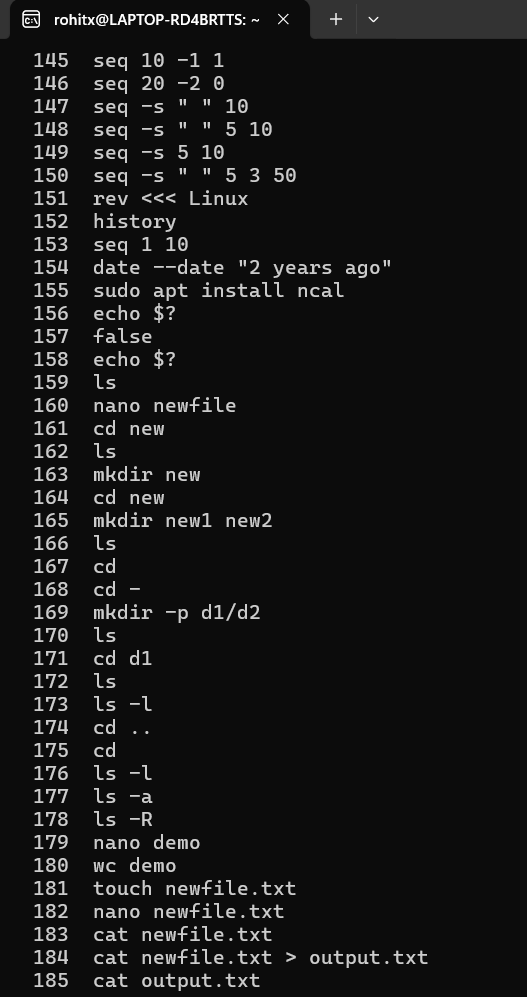 rohitx@LAPTOP-RD4BRTTS: ~
145 seq 10 -1 1
146 seq 20 -2 0
147 seq -s " " 10
148 seq -s " " 5 10
149 seq -s 5 10
150 seq -s " " 5 3 50
151 rev <<< Linux
152 history
153 seq 1 10
154 date --date "2 years ago"
155 sudo apt install ncal
156 echo $?
157 false
158 echo $?
159 ls
160 nano newfile
161 cd new
162 ls
163 mkdir new
164 cd new
165 mkdir new1 new2
166 ls
167 cd
168 cd -
169 mkdir -p d1/d2
170 ls
171 cd d1
172 ls
173 ls -l
174 cd ..
175 cd
176 ls -l
177 ls -a
178 ls -R
179 nano demo
180 wc demo
181 touch newfile.txt
182 nano newfile.txt
183 cat newfile.txt
184 cat newfile.txt > output.txt
185 cat output.txt